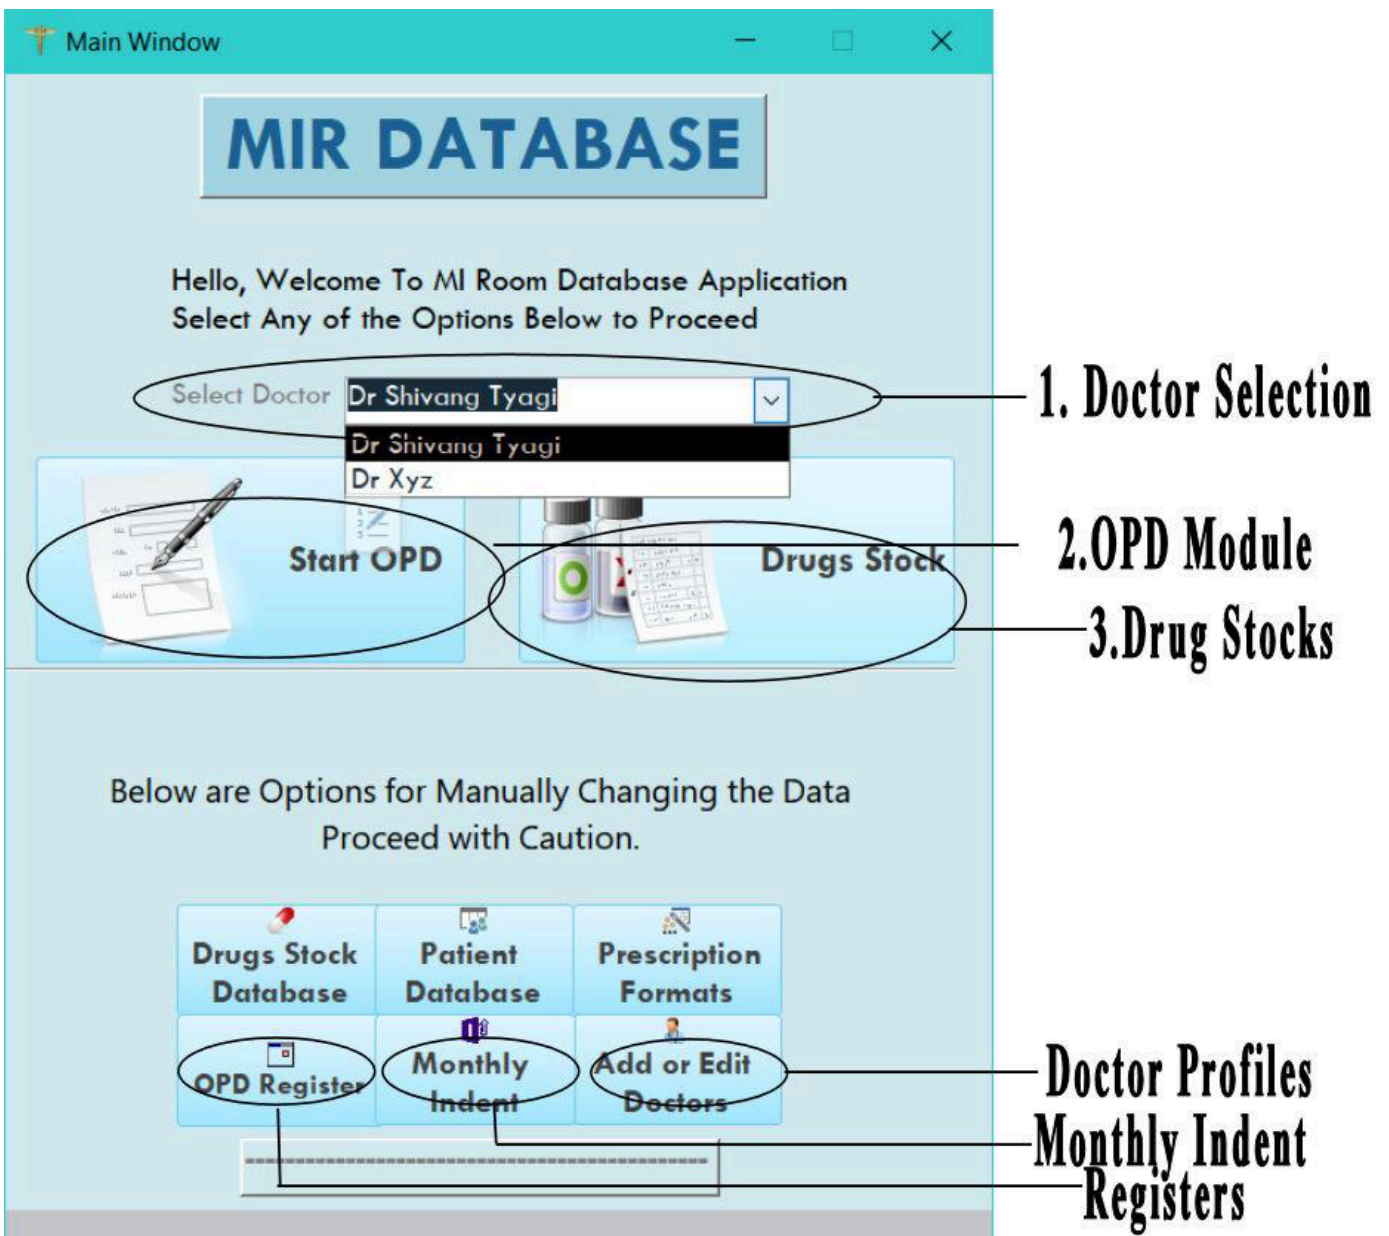 Main Window
MIR DATABASE
Hello, Welcome To MI Room Database Application
Select Any of the Options Below to Proceed
Select Doctor Dr Shivang Tyagi
Dr Shivang Tyagi
Dr Xyz
1. Doctor Selection
Start OPD
Drugs Stock
2.OPD Module
3.Drug Stocks
Below are Options for Manually Changing the Data
Proceed with Caution.
Drugs Stock
Database
Patient
Database
Prescription
Formats
OPD Register
Monthly
Indent
Add or Edit
Doctors
Doctor Profiles
Monthly Indent
Registers